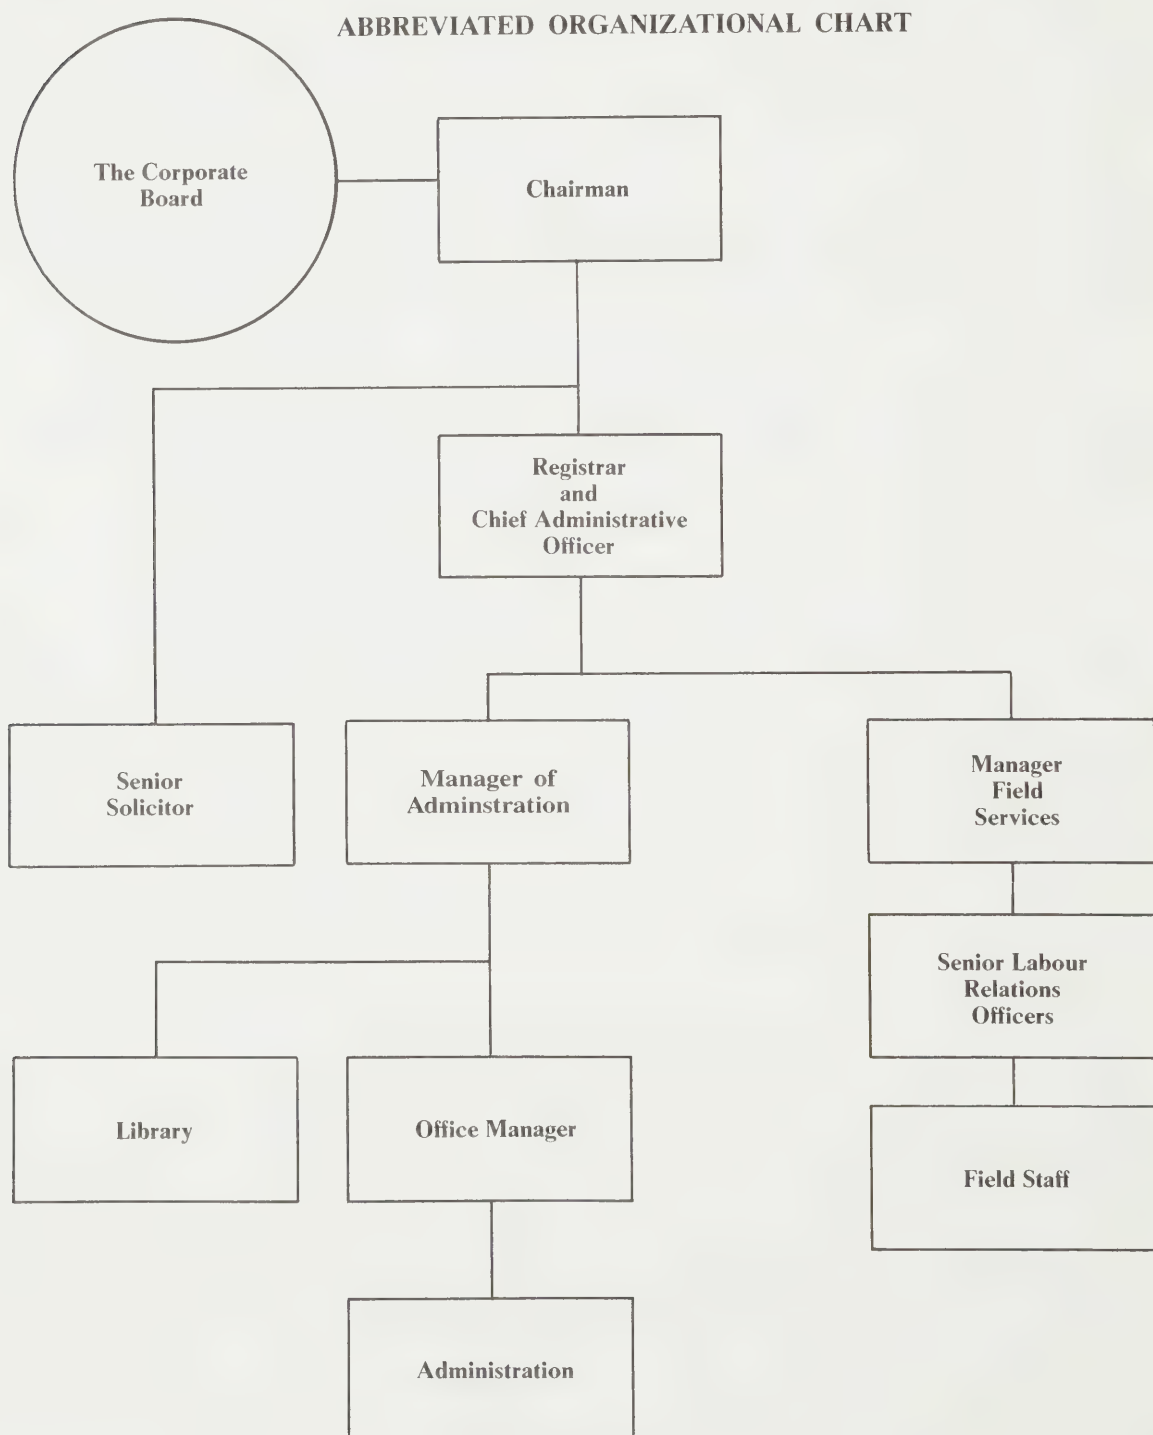 ABBREVIATED ORGANIZATIONAL CHART
The Corporate
Board
Chairman
Registrar
and
Chief Administrative
Officer
Senior
Solicitor
Manager of
Adminstration
Manager
Field
Services
Senior Labour
Relations
Officers
Library
Office Manager
Field Staff
Administration